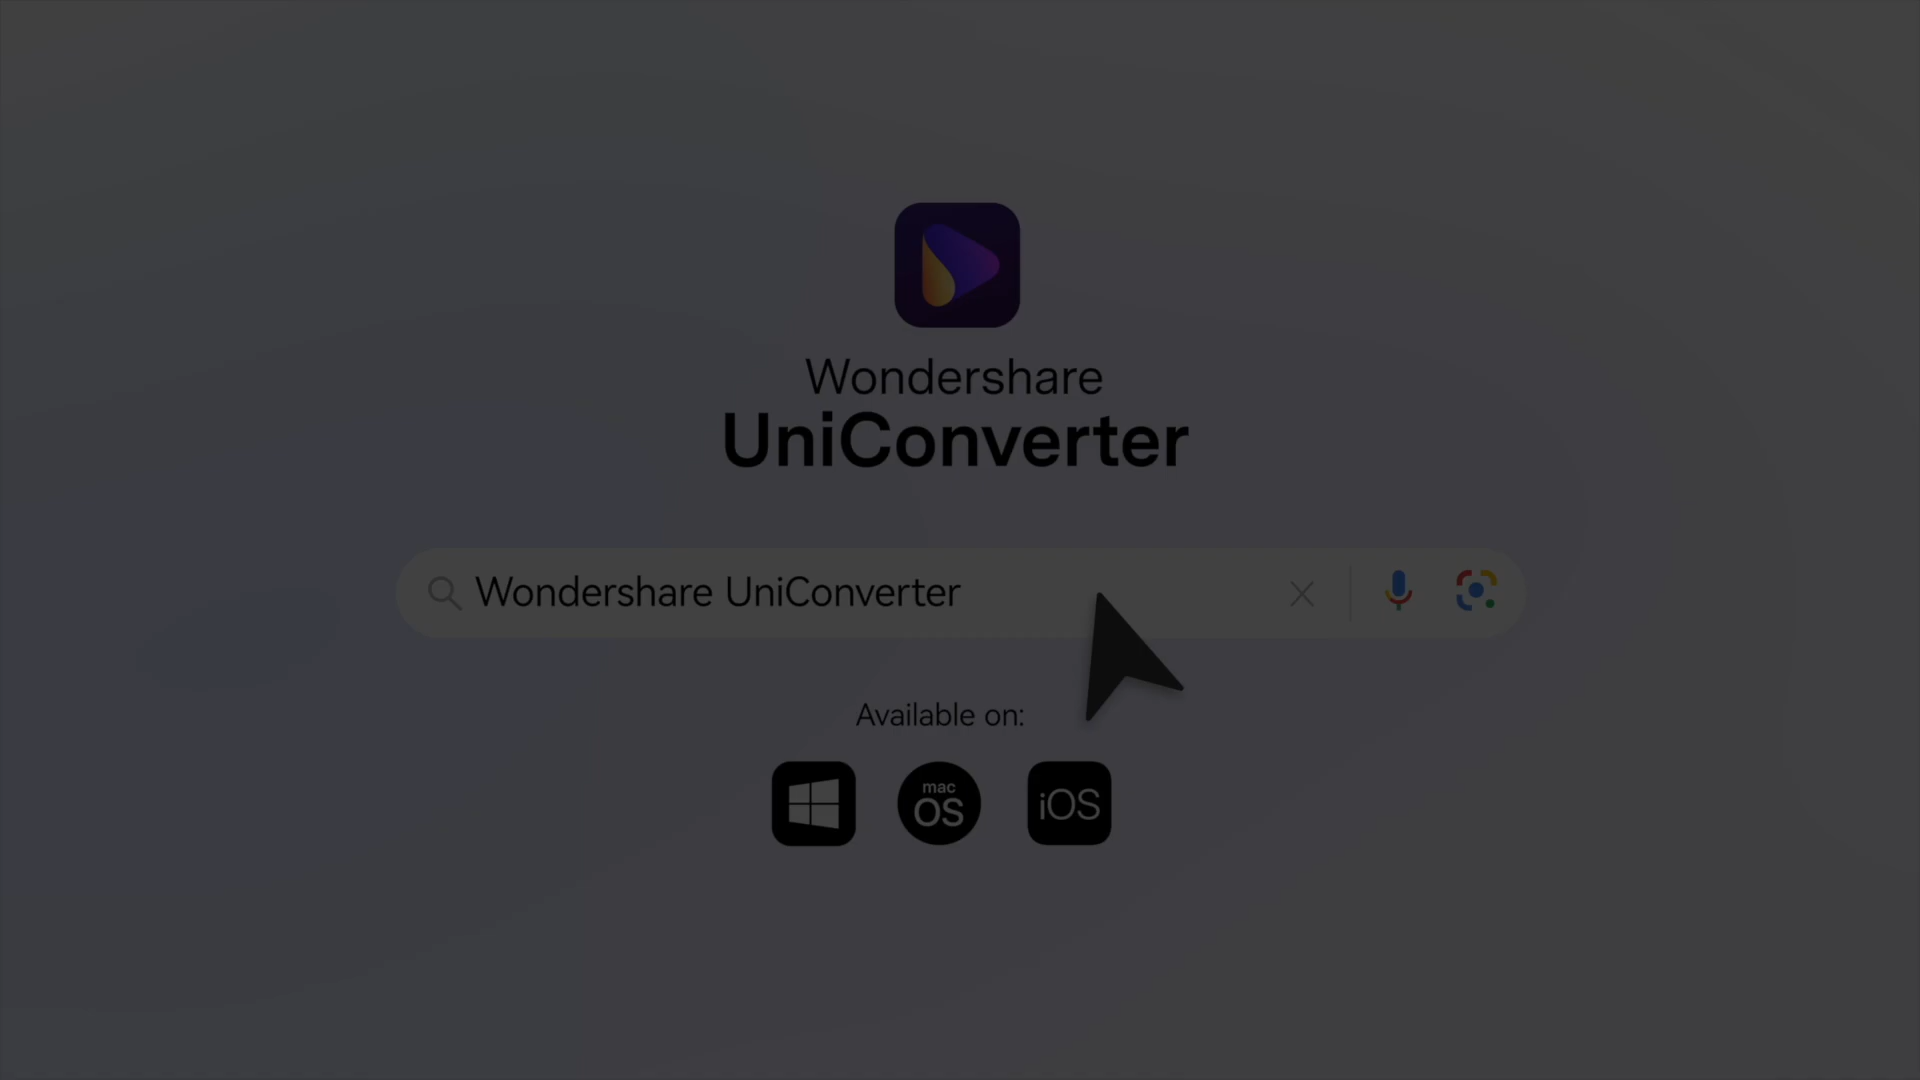 Wondershare
UniConverter
Wondershare UniConverter
Available on:
mac
OS
iOS